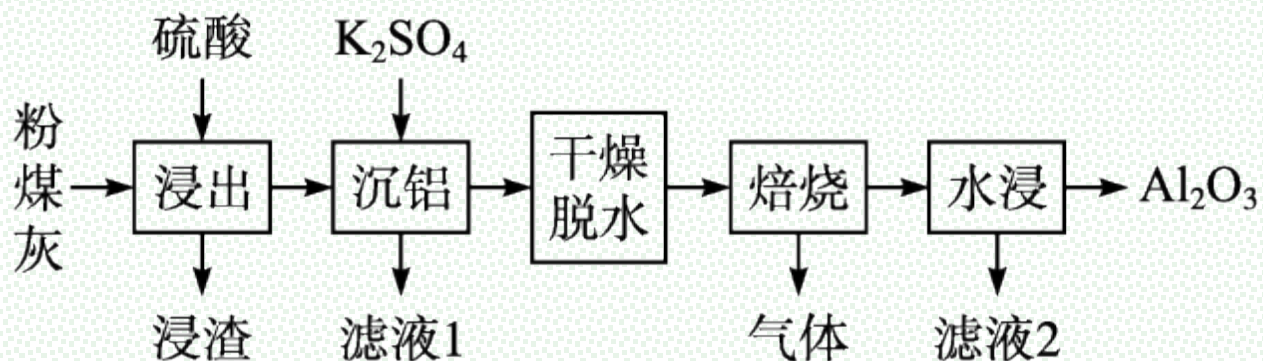 硫酸 K₂SO₄
粉煤灰 浸出 沉铝 干燥脱水 焙烧 水浸 Al₂O₃
浸渣 滤液1 气体 滤液2